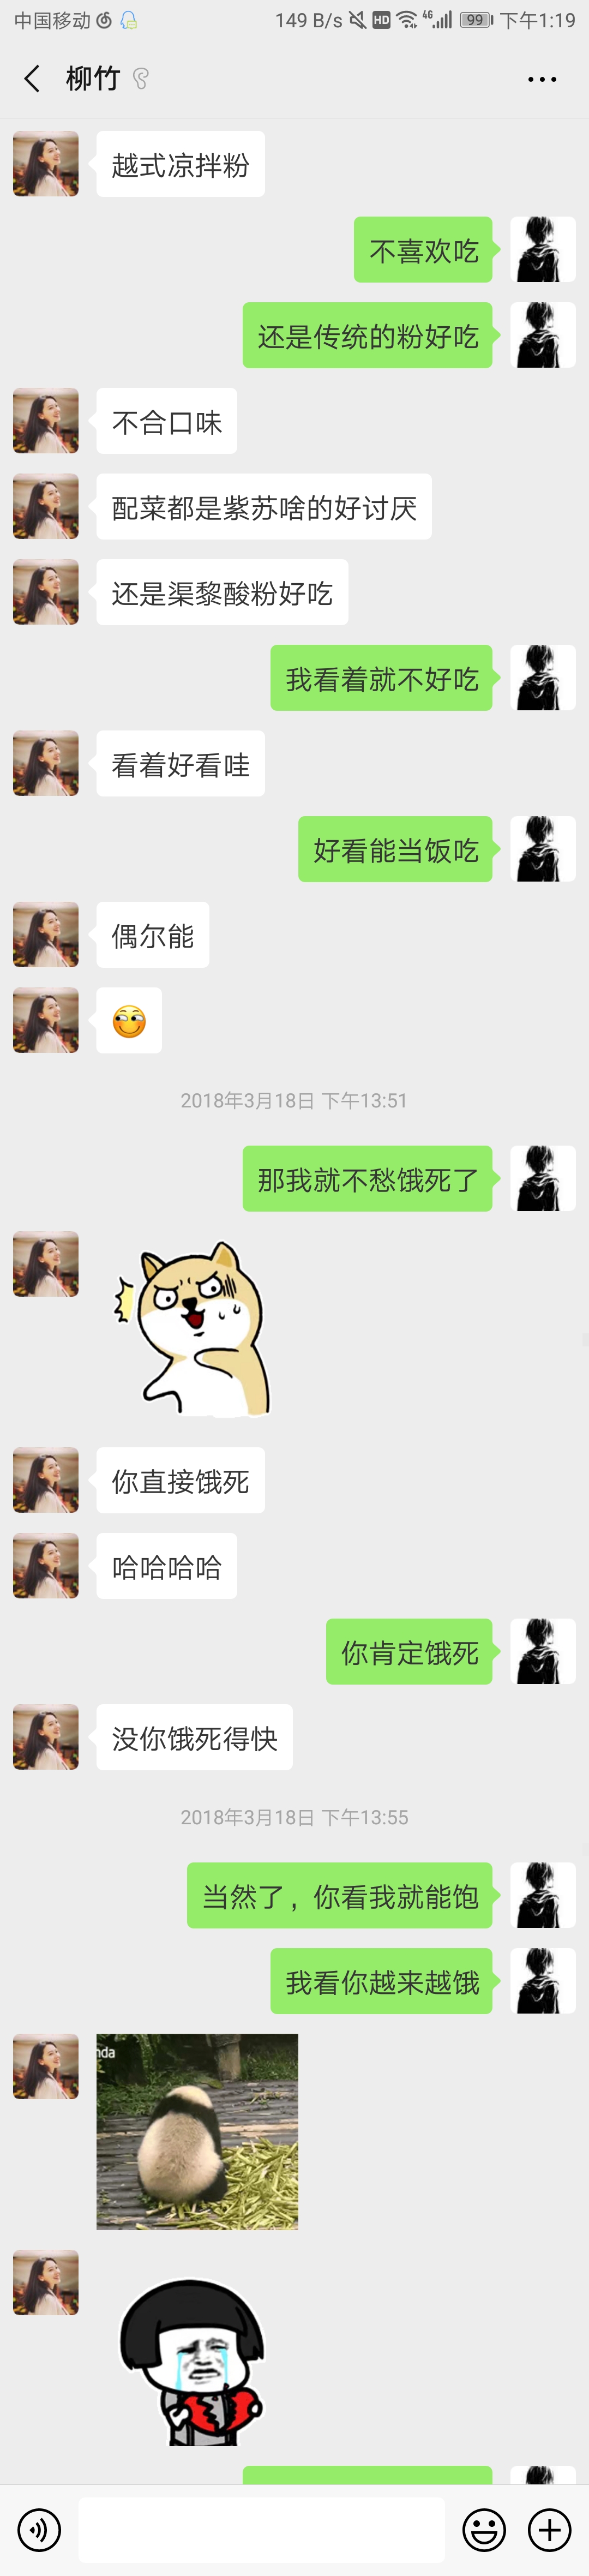 中国移动 149 B/s HD 4G 99 下午1:19
柳竹
越式凉拌粉
不喜欢吃
还是传统的粉好吃
不合口味
配菜都是紫苏啥的好讨厌
还是渠黎酸粉好吃
我看着就不好吃
看着好看哇
好看能当饭吃
偶尔能
2018年3月18日 下午13:51
那我就不愁饿死了
你直接饿死
哈哈哈哈
你肯定饿死
没你饿死得快
2018年3月18日 下午13:55
当然了，你看我就能饱
我看你越来越饿
nda